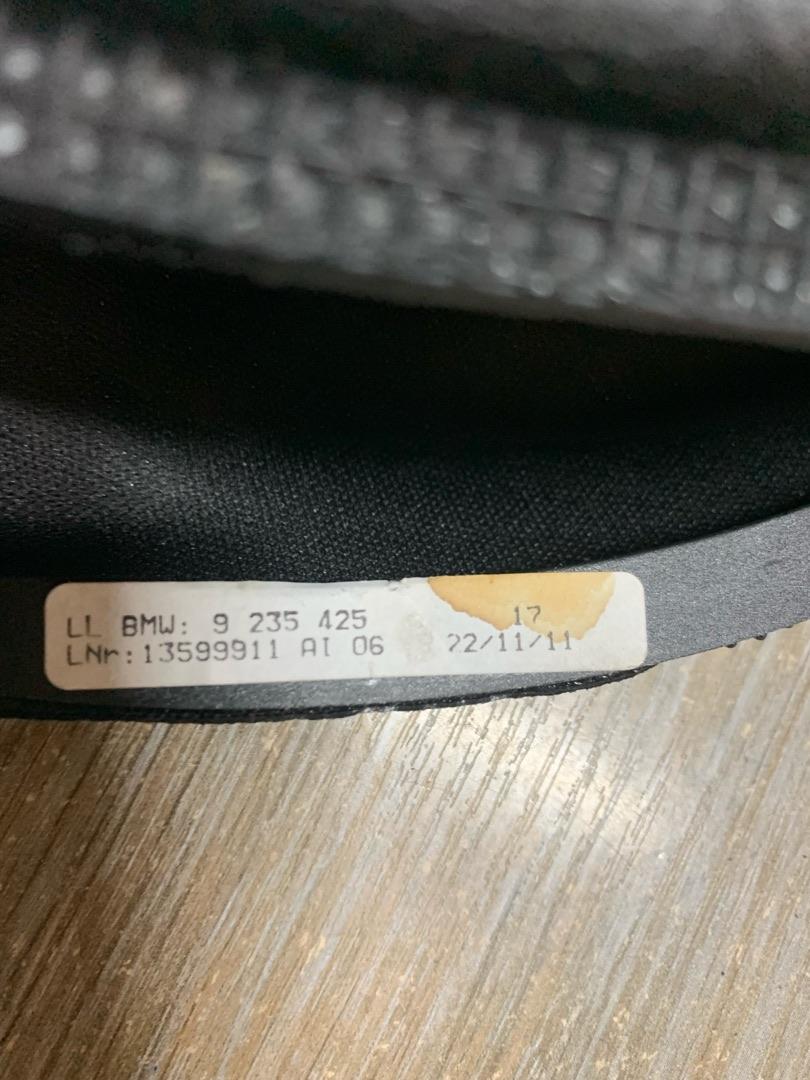 LL BMW: 9 235 425 17
LNr:13599911 AI 06 22/11/11